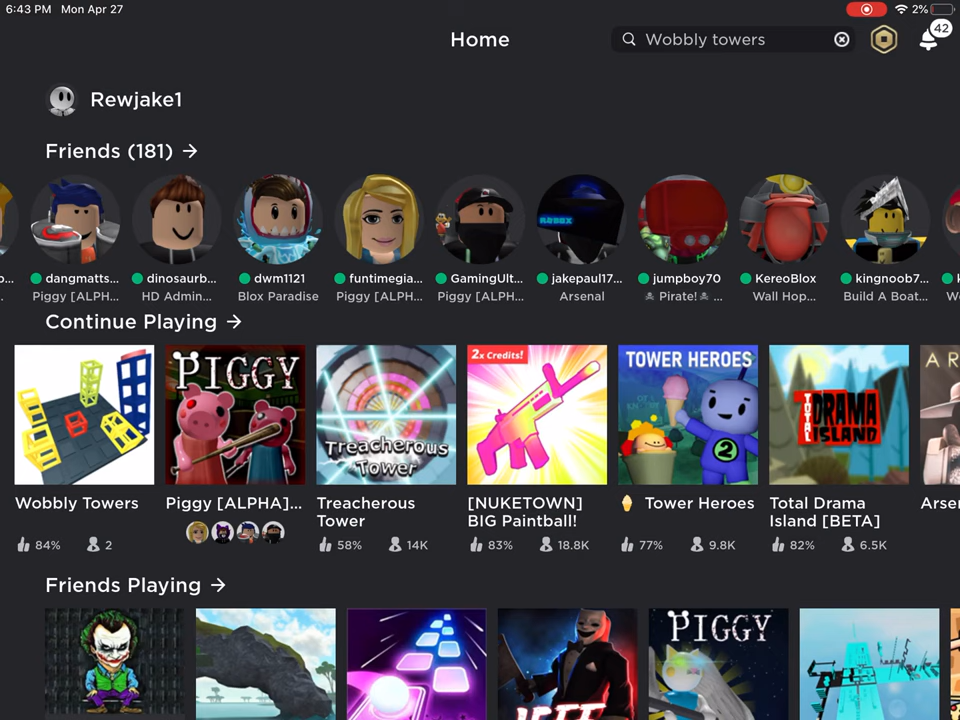 6:43 PM Mon Apr 27 2%
Home
Wobbly towers
42
Rewjake1
Friends (181) →
dangmatts... dinosaurb... dwm1121 funtimegia... GamingUlt... jakepaul17... jumpboy70 KereoBlox kingnoob7...
Piggy [ALPH... HD Admin... Blox Paradise Piggy [ALPH... Piggy [ALPH... Arsenal ☠ Pirate!☠ ... Wall Hop... Build A Boat...
Continue Playing →
PIGGY
Treacherous
Tower
2x Credits!
TOWER HEROES
2
TOTAL
DRAMA
ISLAND
Wobbly Towers Piggy [ALPHA]... Treacherous Tower [NUKETOWN] BIG Paintball! 🍦 Tower Heroes Total Drama Island [BETA] Arse
84% 2 58% 14K 83% 18.8K 77% 9.8K 82% 6.5K
Friends Playing →
PIGGY
JEFF